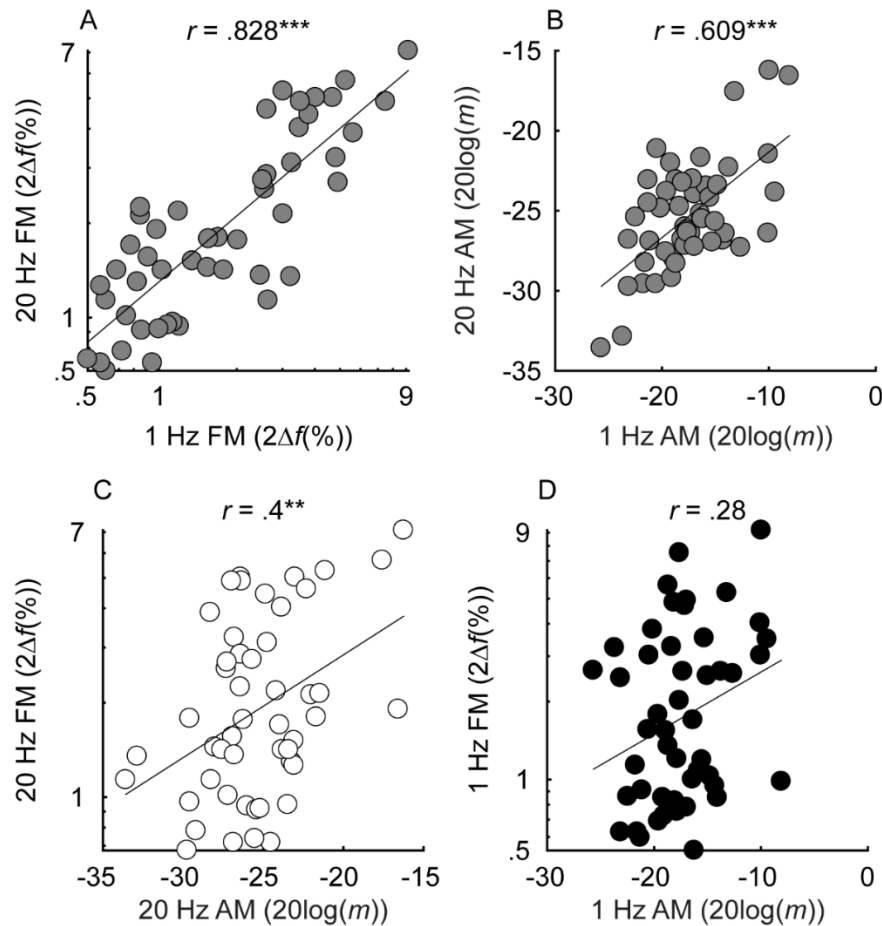 A
r = .828***
7
1
.5
20 Hz FM (2Δf(%))
.5
1
9
1 Hz FM (2Δf(%))
B
r = .609***
-15
-20
-25
-30
-35
20 Hz AM (20log(m))
-30
-20
-10
0
1 Hz AM (20log(m))
C
r = .4**
7
1
20 Hz FM (2Δf(%))
-35
-30
-25
-20
-15
20 Hz AM (20log(m))
D
r = .28
9
1
.5
1 Hz FM (2Δf(%))
-30
-20
-10
0
1 Hz AM (20log(m))